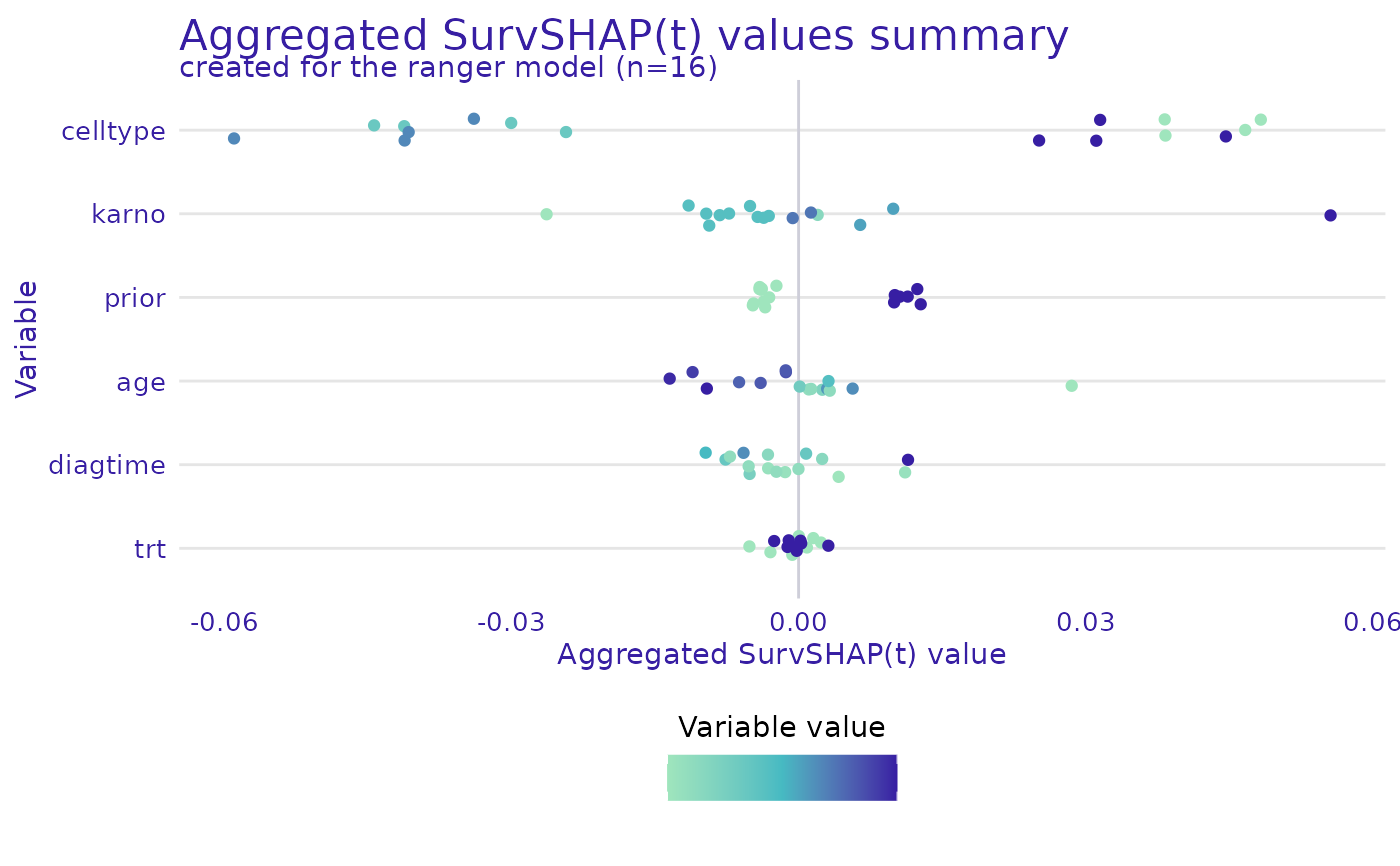 Aggregated SurvSHAP(t) values summary
created for the ranger model (n=16)
Variable
celltype
karno
prior
age
diagtime
trt
-0.06 -0.03 0.00 0.03 0.06
Aggregated SurvSHAP(t) value
Variable value